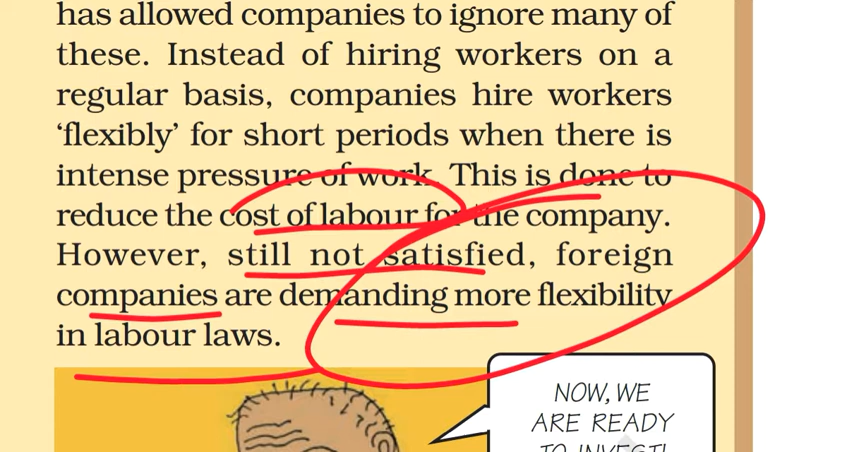 has allowed companies to ignore many of
these. Instead of hiring workers on a
regular basis, companies hire workers
‘flexibly’ for short periods when there is
intense pressure of work. This is done to
reduce the cost of labour for the company.
However, still not satisfied, foreign
companies are demanding more flexibility
in labour laws.
NOW, WE
ARE READY
TO INVEST!